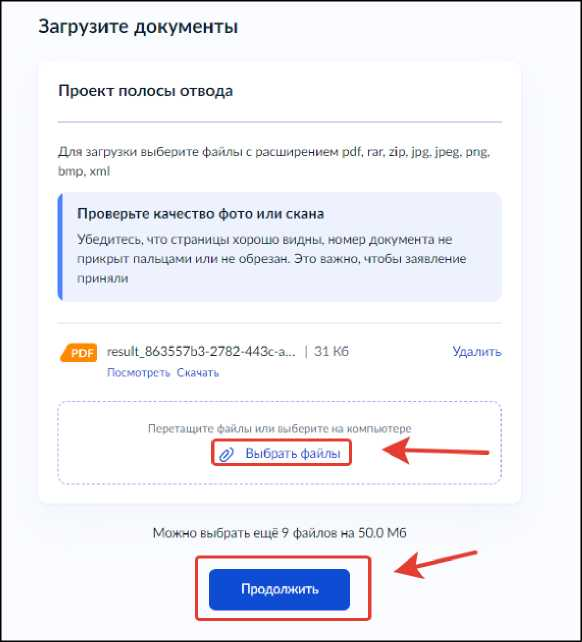 Загрузите документы
Проект полосы отвода
Для загрузки выберите файлы с расширением pdf, rar, zip, jpg, jpeg, png,
bmp, xml
Проверьте качество фото или скана
Убедитесь, что страницы хорошо видны, номер документа не
прикрыт пальцами или не обрезан. Это важно, чтобы заявление
приняли
PDF result_863557b3-2782-443c-a... | 31 Кб Удалить
Посмотреть Скачать
Перетащите файлы или выберите на компьютере
Выбрать файлы
Можно выбрать ещё 9 файлов на 50.0 Мб
Продолжить